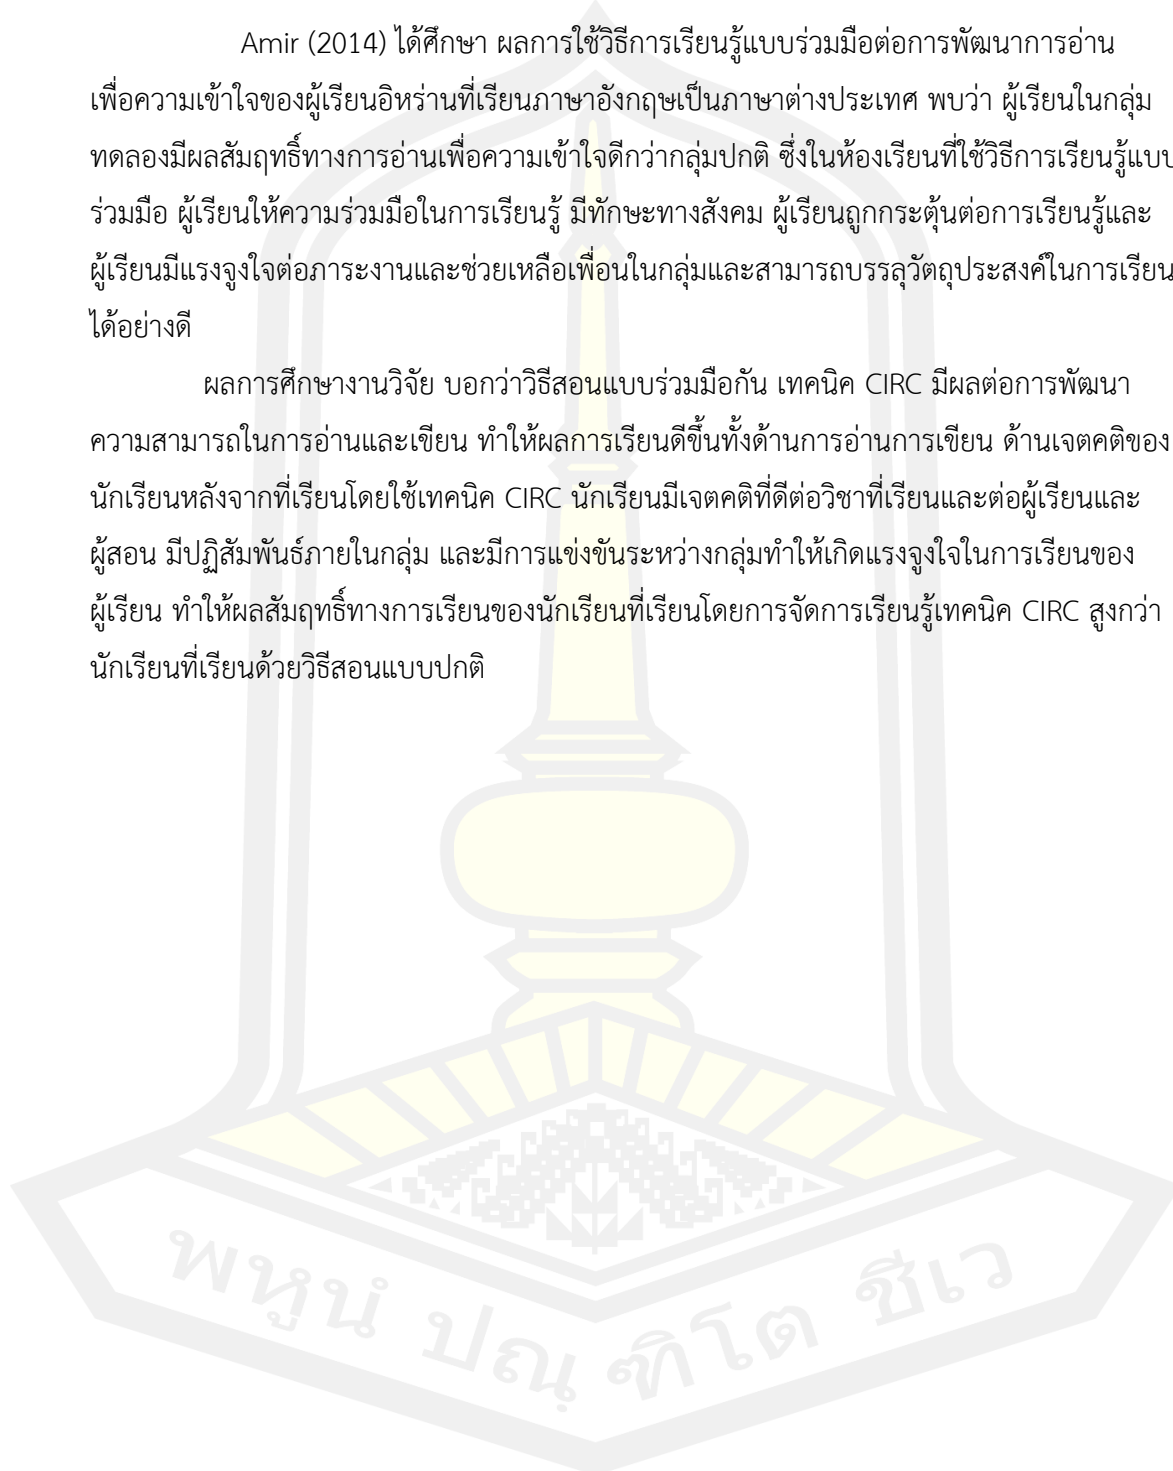 Amir (2014) ได้ศึกษา ผลการใช้วิธีการเรียนรู้แบบร่วมมือต่อการพัฒนาการอ่าน
เพื่อความเข้าใจของผู้เรียนอิหร่านที่เรียนภาษาอังกฤษเป็นภาษาต่างประเทศ พบว่า ผู้เรียนในกลุ่ม
ทดลองมีผลสัมฤทธิ์ทางการอ่านเพื่อความเข้าใจดีกว่ากลุ่มปกติ ซึ่งในห้องเรียนที่ใช้วิธีการเรียนรู้แบบ
ร่วมมือ ผู้เรียนให้ความร่วมมือในการเรียนรู้ มีทักษะทางสังคม ผู้เรียนถูกกระตุ้นต่อการเรียนรู้และ
ผู้เรียนมีแรงจูงใจต่อภาระงานและช่วยเหลือเพื่อนในกลุ่มและสามารถบรรลุวัตถุประสงค์ในการเรียน
ได้อย่างดี
ผลการศึกษางานวิจัย บอกว่าวิธีสอนแบบร่วมมือกัน เทคนิค CIRC มีผลต่อการพัฒนา
ความสามารถในการอ่านและเขียน ทำให้ผลการเรียนดีขึ้นทั้งด้านการอ่านการเขียน ด้านเจตคติของ
นักเรียนหลังจากที่เรียนโดยใช้เทคนิค CIRC นักเรียนมีเจตคติที่ดีต่อวิชาที่เรียนและต่อผู้เรียนและ
ผู้สอน มีปฏิสัมพันธ์ภายในกลุ่ม และมีการแข่งขันระหว่างกลุ่มทำให้เกิดแรงจูงใจในการเรียนของ
ผู้เรียน ทำให้ผลสัมฤทธิ์ทางการเรียนของนักเรียนที่เรียนโดยการจัดการเรียนรู้เทคนิค CIRC สูงกว่า
นักเรียนที่เรียนด้วยวิธีสอนแบบปกติ
พหูนํ ปณฺ ฑิโต ชีเว